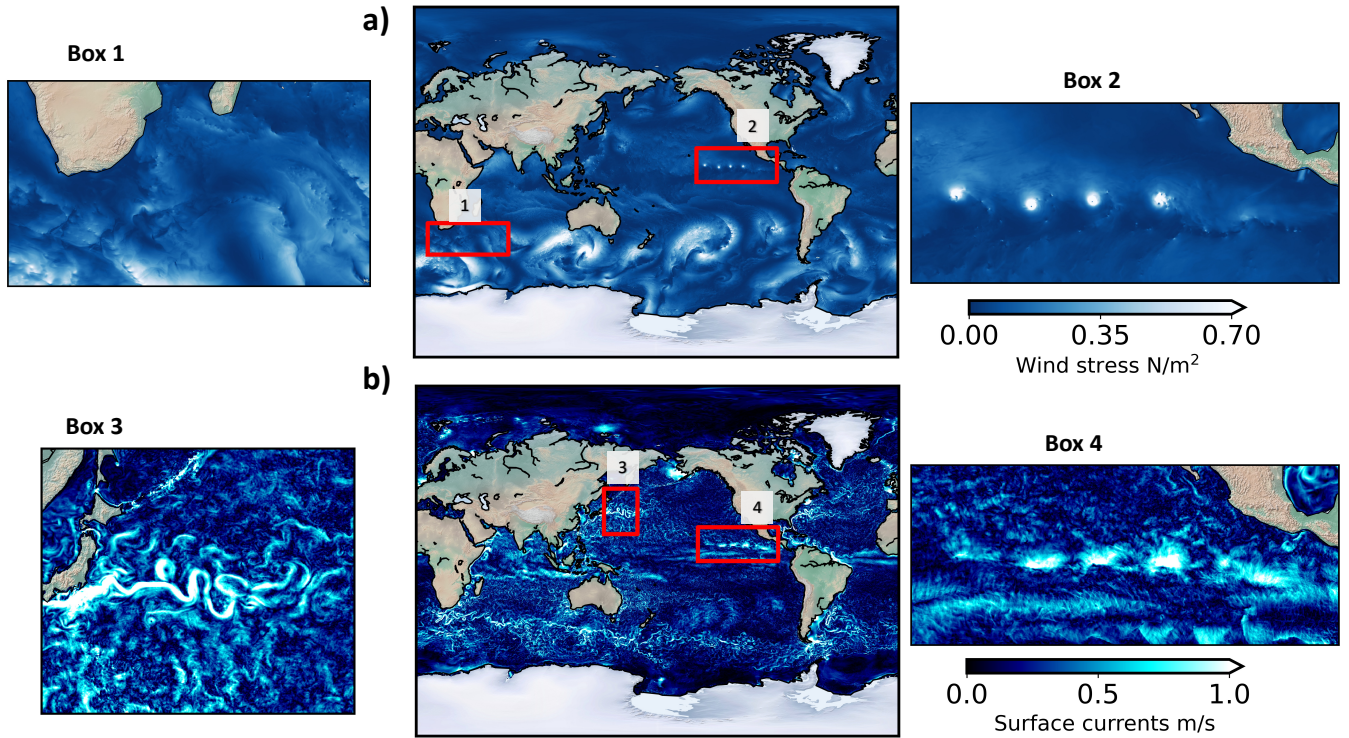 a)
Box 1
Box 2
1
2
0.00 0.35 0.70
Wind stress N/m²
b)
Box 3
Box 4
3
4
0.0 0.5 1.0
Surface currents m/s